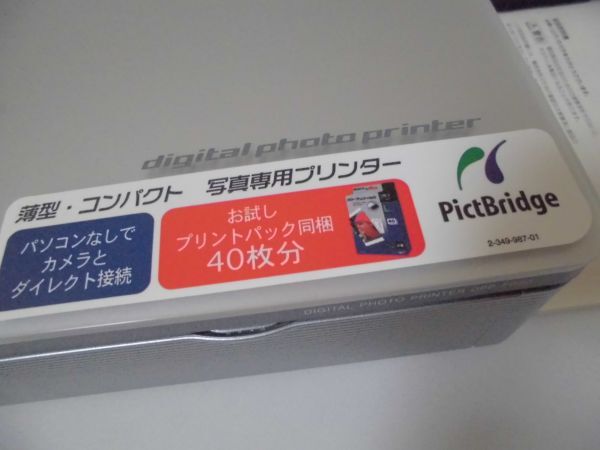 digital photo printer
薄型・コンパクト 写真専用プリンター
パソコンなしで
カメラと
ダイレクト接続
お試し
プリントパック同梱
40枚分
PictBridge
2-349-987-01
DIGITAL PHOTO PRINTER DPP